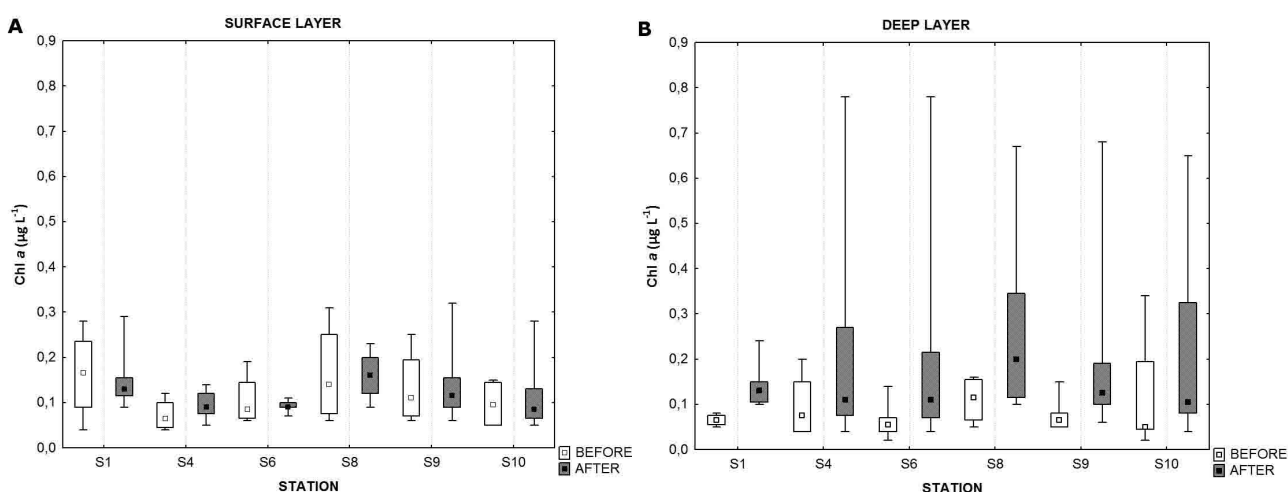 A
SURFACE LAYER
0,9
0,8
0,7
0,6
0,5
0,4
0,3
0,2
0,1
0,0
Chl a (µg L-1)
S1 S4 S6 S8 S9 S10
STATION
BEFORE
AFTER
B
DEEP LAYER
0,9
0,8
0,7
0,6
0,5
0,4
0,3
0,2
0,1
0,0
Chl a (µg L-1)
S1 S4 S6 S8 S9 S10
STATION
BEFORE
AFTER